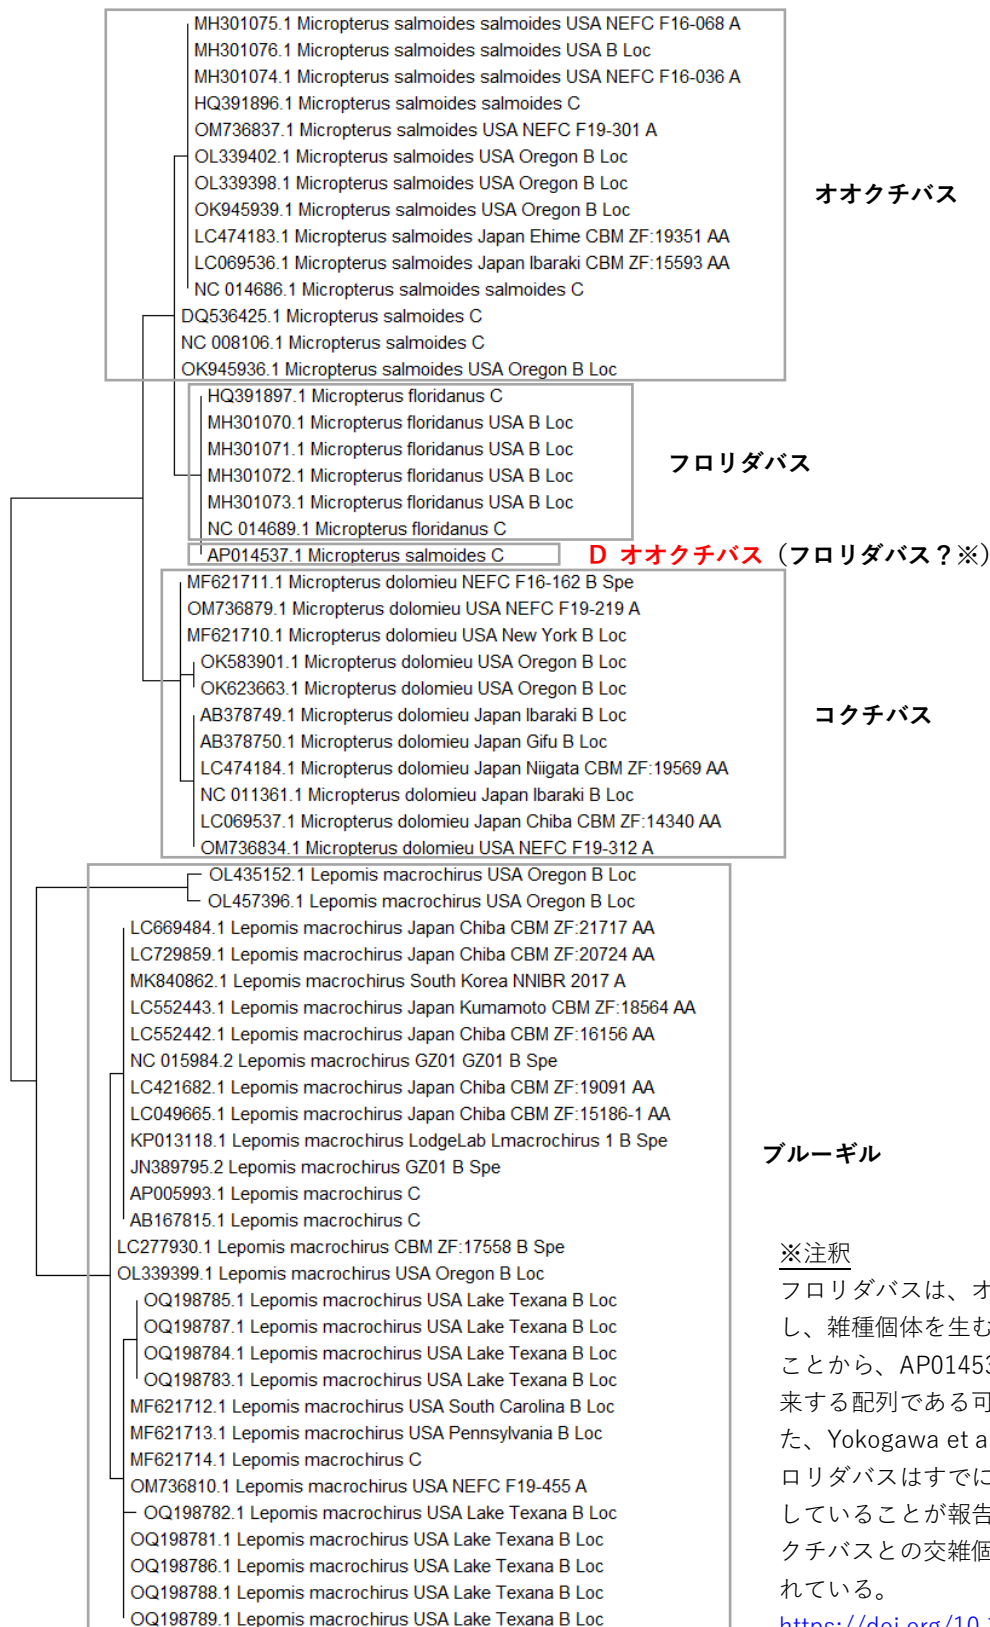 MH301075.1 Micropterus salmoides salmoides USA NEFC F16-068 A
MH301076.1 Micropterus salmoides salmoides USA B Loc
MH301074.1 Micropterus salmoides salmoides USA NEFC F16-036 A
HQ391896.1 Micropterus salmoides salmoides C
OM736837.1 Micropterus salmoides USA NEFC F19-301 A
OL339402.1 Micropterus salmoides USA Oregon B Loc
OL339398.1 Micropterus salmoides USA Oregon B Loc
OK945939.1 Micropterus salmoides USA Oregon B Loc
LC474183.1 Micropterus salmoides Japan Ehime CBM ZF:19351 AA
LC069536.1 Micropterus salmoides Japan Ibaraki CBM ZF:15593 AA
NC 014686.1 Micropterus salmoides salmoides C
DQ536425.1 Micropterus salmoides C
NC 008106.1 Micropterus salmoides C
OK945936.1 Micropterus salmoides USA Oregon B Loc
オオクチバス
HQ391897.1 Micropterus floridanus C
MH301070.1 Micropterus floridanus USA B Loc
MH301071.1 Micropterus floridanus USA B Loc
MH301072.1 Micropterus floridanus USA B Loc
MH301073.1 Micropterus floridanus USA B Loc
NC 014689.1 Micropterus floridanus C
フロリダバス
AP014537.1 Micropterus salmoides C
D オオクチバス（フロリダバス？※）
MF621711.1 Micropterus dolomieu NEFC F16-162 B Spe
OM736879.1 Micropterus dolomieu USA NEFC F19-219 A
MF621710.1 Micropterus dolomieu USA New York B Loc
OK583901.1 Micropterus dolomieu USA Oregon B Loc
OK623663.1 Micropterus dolomieu USA Oregon B Loc
AB378749.1 Micropterus dolomieu Japan Ibaraki B Loc
AB378750.1 Micropterus dolomieu Japan Gifu B Loc
LC474184.1 Micropterus dolomieu Japan Niigata CBM ZF:19569 AA
NC 011361.1 Micropterus dolomieu Japan Ibaraki B Loc
LC069537.1 Micropterus dolomieu Japan Chiba CBM ZF:14340 AA
OM736834.1 Micropterus dolomieu USA NEFC F19-312 A
コクチバス
OL435152.1 Lepomis macrochirus USA Oregon B Loc
OL457396.1 Lepomis macrochirus USA Oregon B Loc
LC669484.1 Lepomis macrochirus Japan Chiba CBM ZF:21717 AA
LC729859.1 Lepomis macrochirus Japan Chiba CBM ZF:20724 AA
MK840862.1 Lepomis macrochirus South Korea NNIBR 2017 A
LC552443.1 Lepomis macrochirus Japan Kumamoto CBM ZF:18564 AA
LC552442.1 Lepomis macrochirus Japan Chiba CBM ZF:16156 AA
NC 015984.2 Lepomis macrochirus GZ01 GZ01 B Spe
LC421682.1 Lepomis macrochirus Japan Chiba CBM ZF:19091 AA
LC049665.1 Lepomis macrochirus Japan Chiba CBM ZF:15186-1 AA
KP013118.1 Lepomis macrochirus LodgeLab Lmacrochirus 1 B Spe
JN389795.2 Lepomis macrochirus GZ01 B Spe
AP005993.1 Lepomis macrochirus C
AB167815.1 Lepomis macrochirus C
LC277930.1 Lepomis macrochirus CBM ZF:17558 B Spe
OL339399.1 Lepomis macrochirus USA Oregon B Loc
OQ198785.1 Lepomis macrochirus USA Lake Texana B Loc
OQ198787.1 Lepomis macrochirus USA Lake Texana B Loc
OQ198784.1 Lepomis macrochirus USA Lake Texana B Loc
OQ198783.1 Lepomis macrochirus USA Lake Texana B Loc
MF621712.1 Lepomis macrochirus USA South Carolina B Loc
MF621713.1 Lepomis macrochirus USA Pennsylvania B Loc
MF621714.1 Lepomis macrochirus C
OM736810.1 Lepomis macrochirus USA NEFC F19-455 A
OQ198782.1 Lepomis macrochirus USA Lake Texana B Loc
OQ198781.1 Lepomis macrochirus USA Lake Texana B Loc
OQ198786.1 Lepomis macrochirus USA Lake Texana B Loc
OQ198788.1 Lepomis macrochirus USA Lake Texana B Loc
OQ198789.1 Lepomis macrochirus USA Lake Texana B Loc
ブルーギル
※注釈
フロリダバスは、オ
し、雑種個体を生む
ことから、AP01453
来する配列である可
た、Yokogawa et a
ロリダバスはすでに
していることが報告
クチバスとの交雑個
れている。
https://doi.org/10.